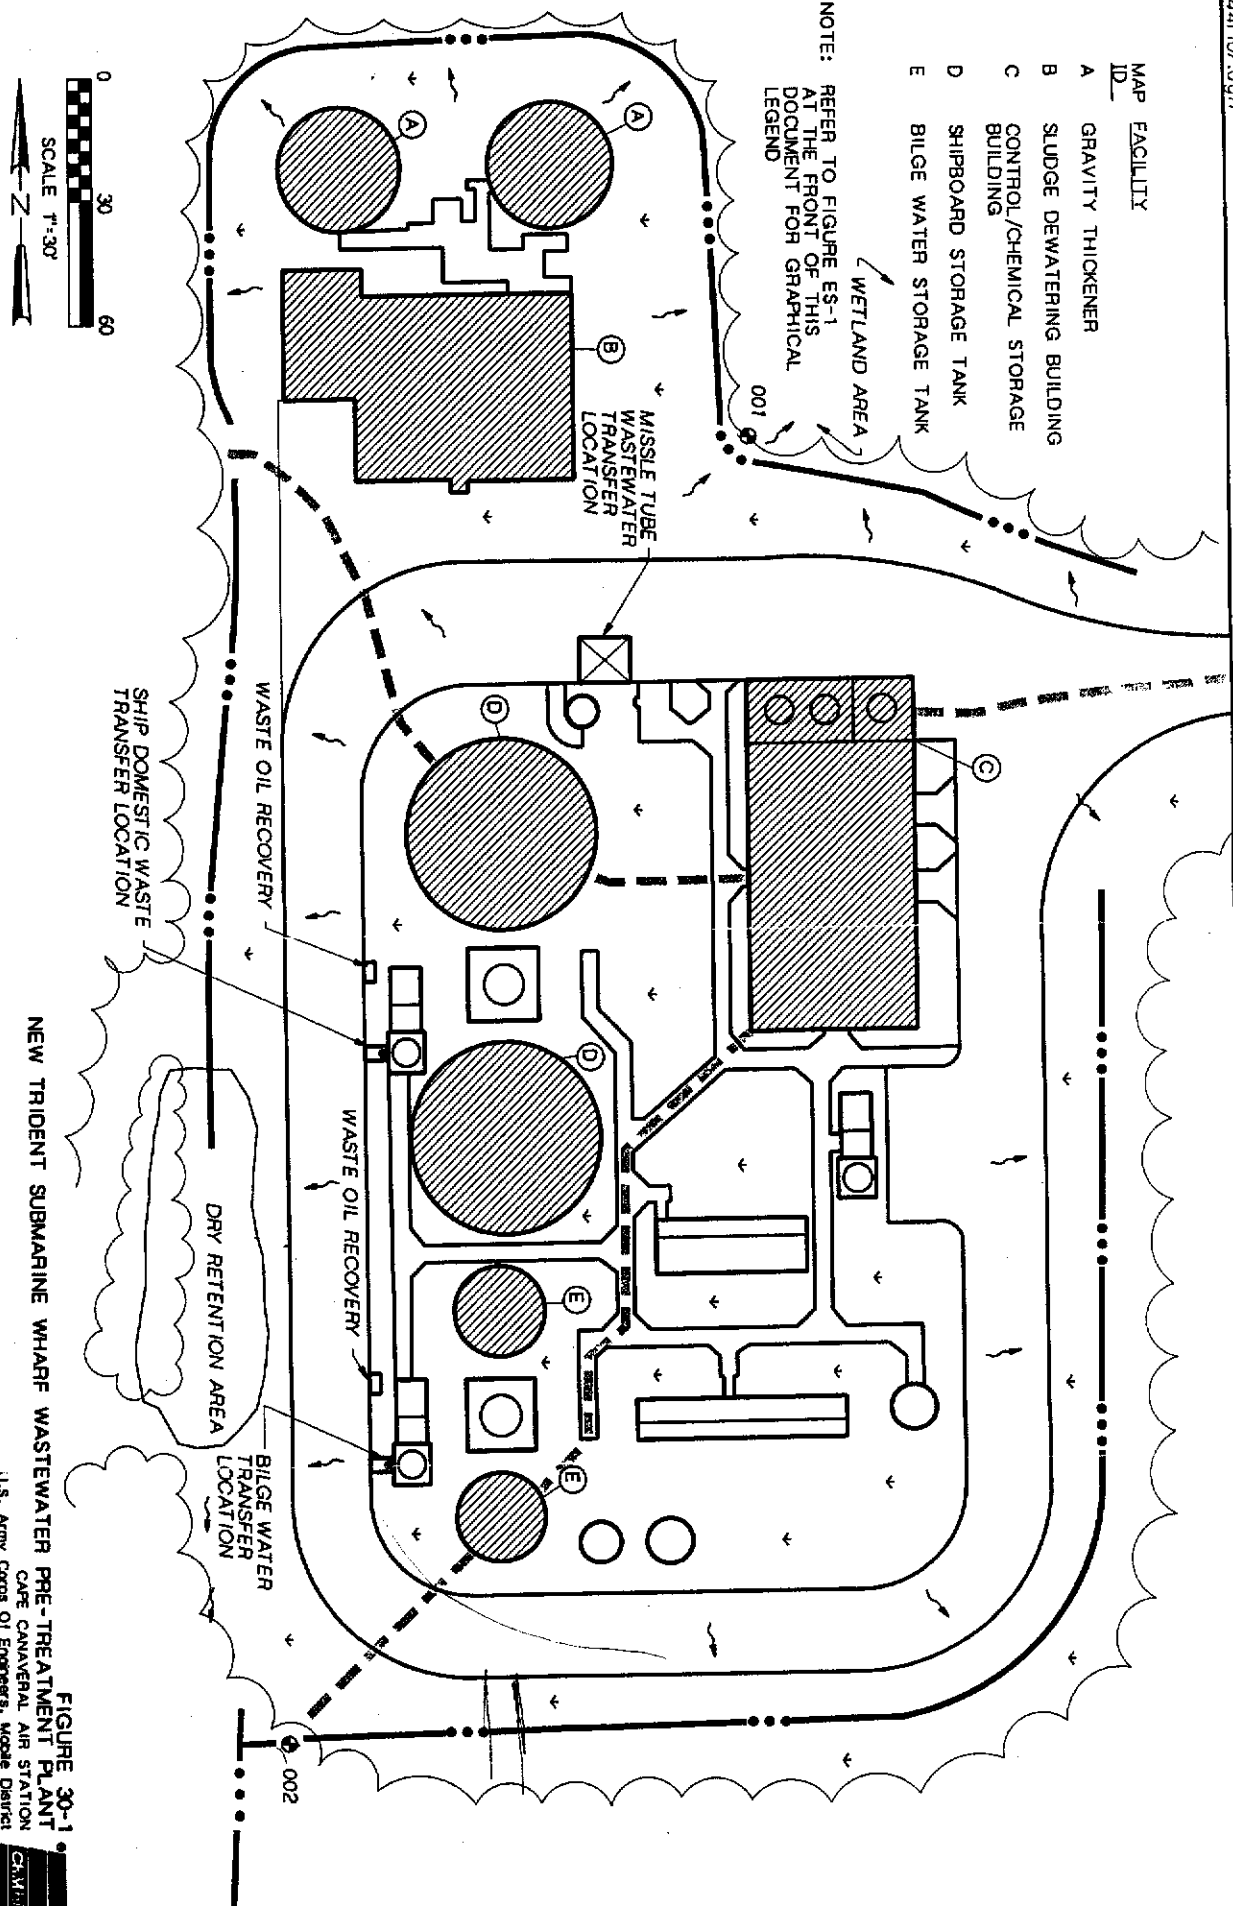 MAP FACILITY
ID
A GRAVITY THICKENER
B SLUDGE DEWATERING BUILDING
C CONTROL/CHEMICAL STORAGE
BUILDING
D SHIPBOARD STORAGE TANK
E BILGE WATER STORAGE TANK
NOTE: REFER TO FIGURE ES-1
AT THE FRONT OF THIS
DOCUMENT FOR GRAPHICAL
LEGEND
WETLAND AREA
001
A
A
B
MISSLE TUBE
WASTEWATER
TRANSFER
LOCATION
C
D
D
E
E
WASTE OIL RECOVERY
SHIP DOMESTIC WASTE
TRANSFER LOCATION
WASTE OIL RECOVERY
DRY RETENTION AREA
BILGE WATER
TRANSFER
LOCATION
002
0 30 60
SCALE 1"=30'
N
FIGURE 30-1
NEW TRIDENT SUBMARINE WHARF WASTEWATER PRE-TREATMENT PLANT
CAPE CANAVERAL AIR STATION
U.S. Army Corps Of Engineers, Mobile District